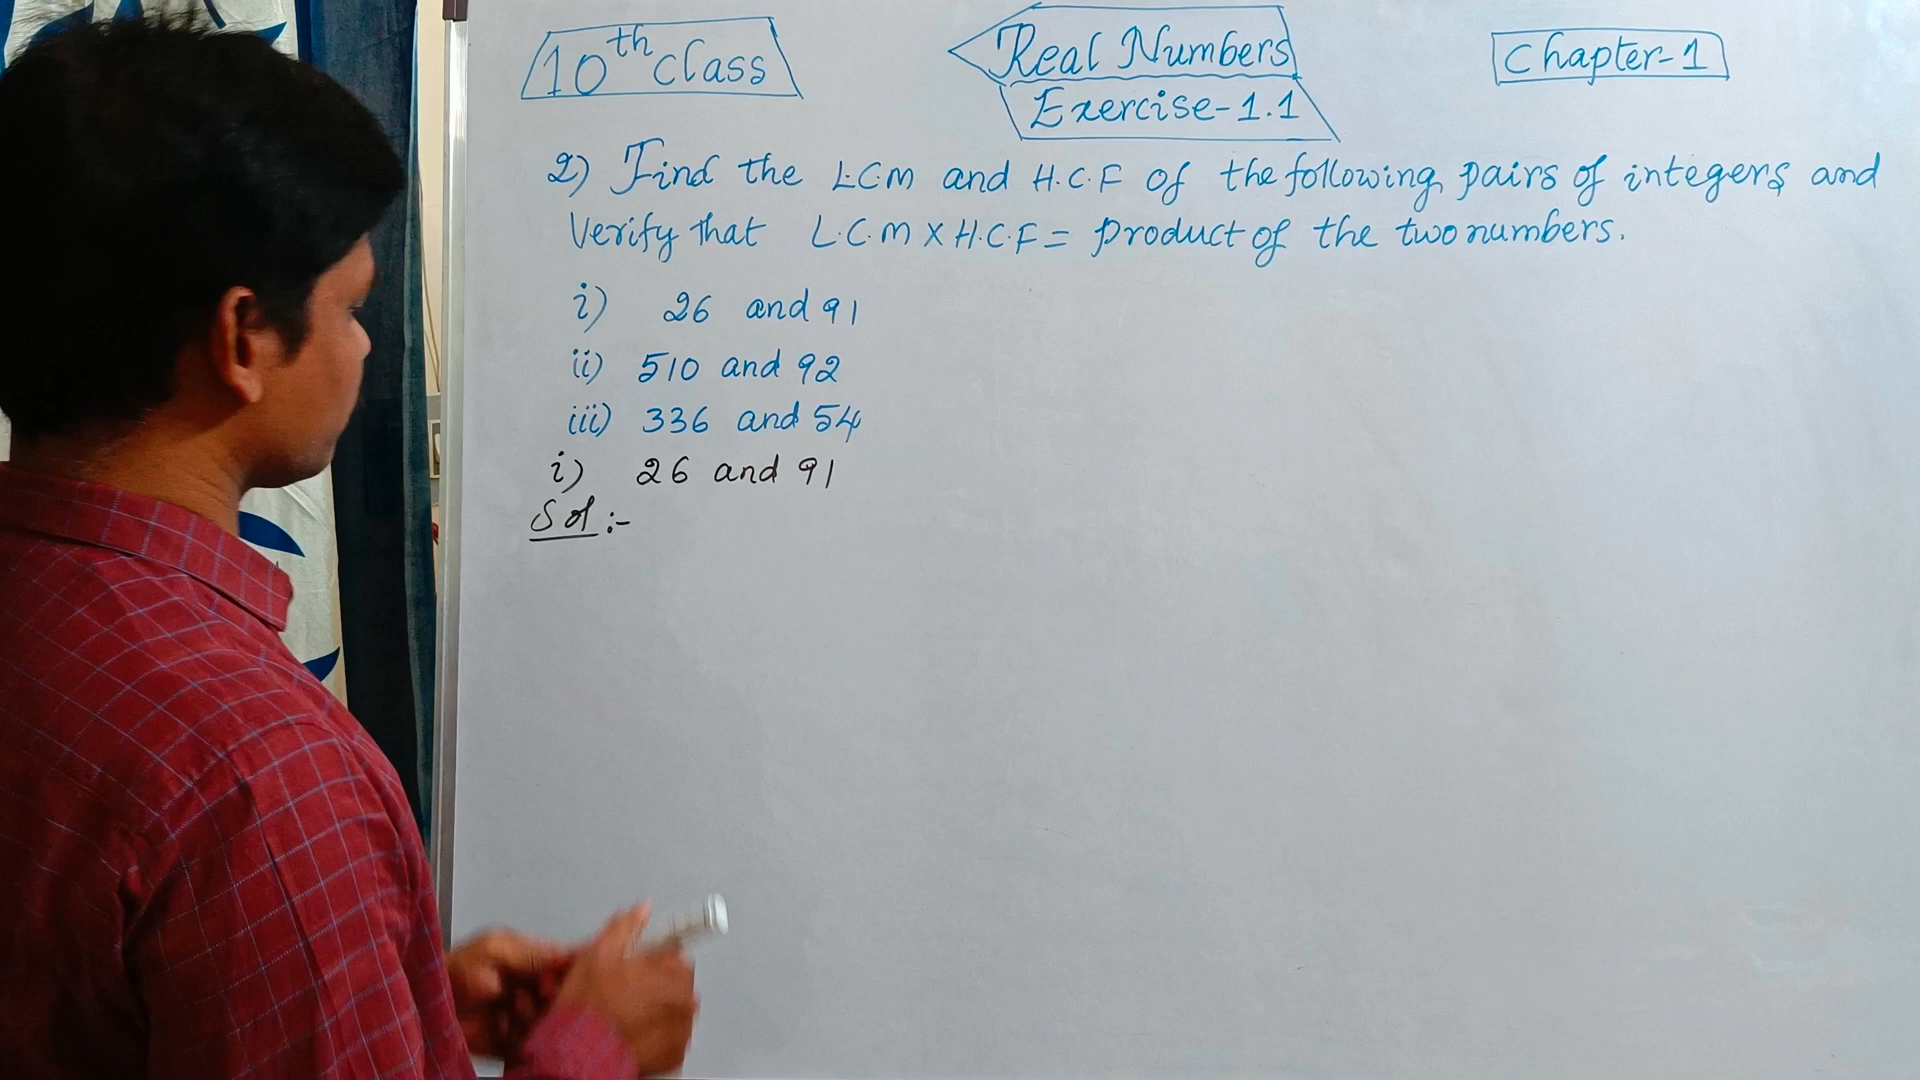 10th class
Real Numbers
Chapter-1
Exercise-1.1
2) Find the L.C.M and H.C.F of the following pairs of integers and
Verify that L.C.M X H.C.F = product of the two numbers.
i) 26 and 91
ii) 510 and 92
iii) 336 and 54
i) 26 and 91
Sol:-